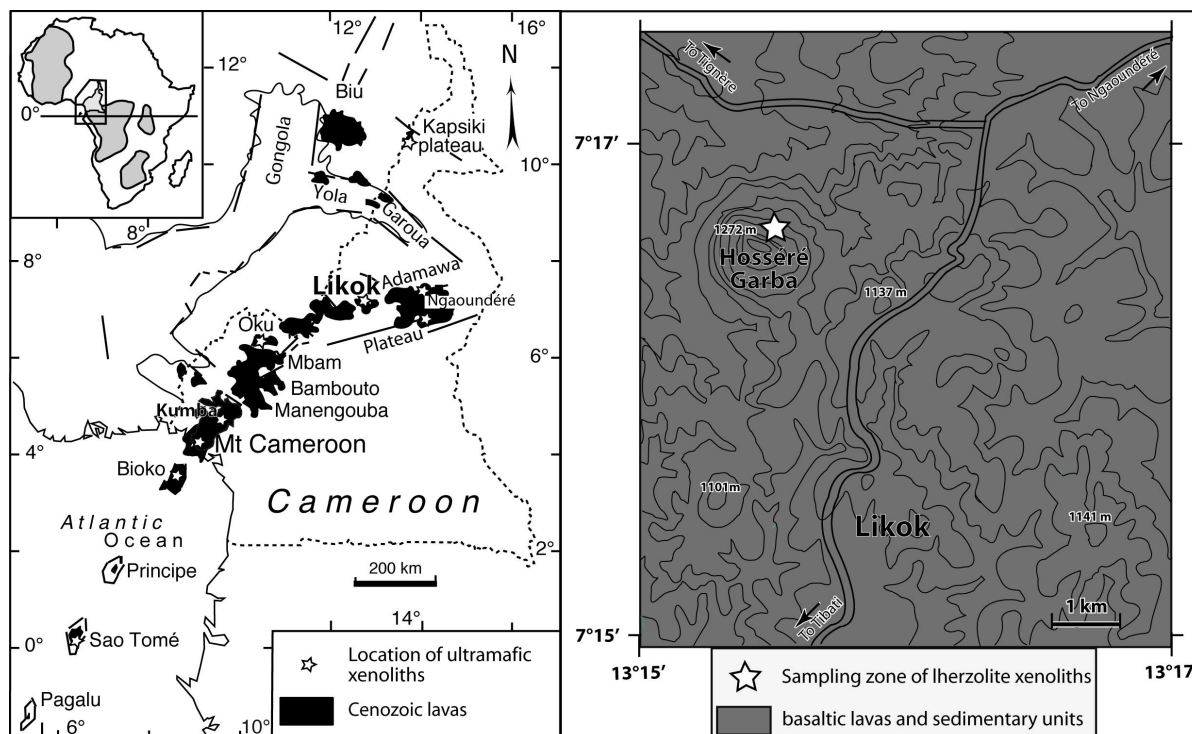 12°
16°
N
12°
Biú
0°
Kapsiki
plateau
10°
Gongola
Yola
Garoua
8°
8°
Likok
Adamawa
Ngaoundéré
Oku
Plateau
6°
Mbam
Bambouto
Manengouba
Kumba
Mt Cameroon
4°
Bioko
Cameroon
Atlantic
Ocean
2°
Principe
200 km
14°
0°
Sao Tomé
Location of ultramafic
xenoliths
Pagalu
Cenozoic lavas
6°
10°
To Tignère
To Ngaoundéré
7°17′
1272 m
Hosséré
Garba
1137 m
1101m
Likok
1141 m
1 km
To Tibati
7°15′
13°15′
13°17′
Sampling zone of lherzolite xenoliths
basaltic lavas and sedimentary units